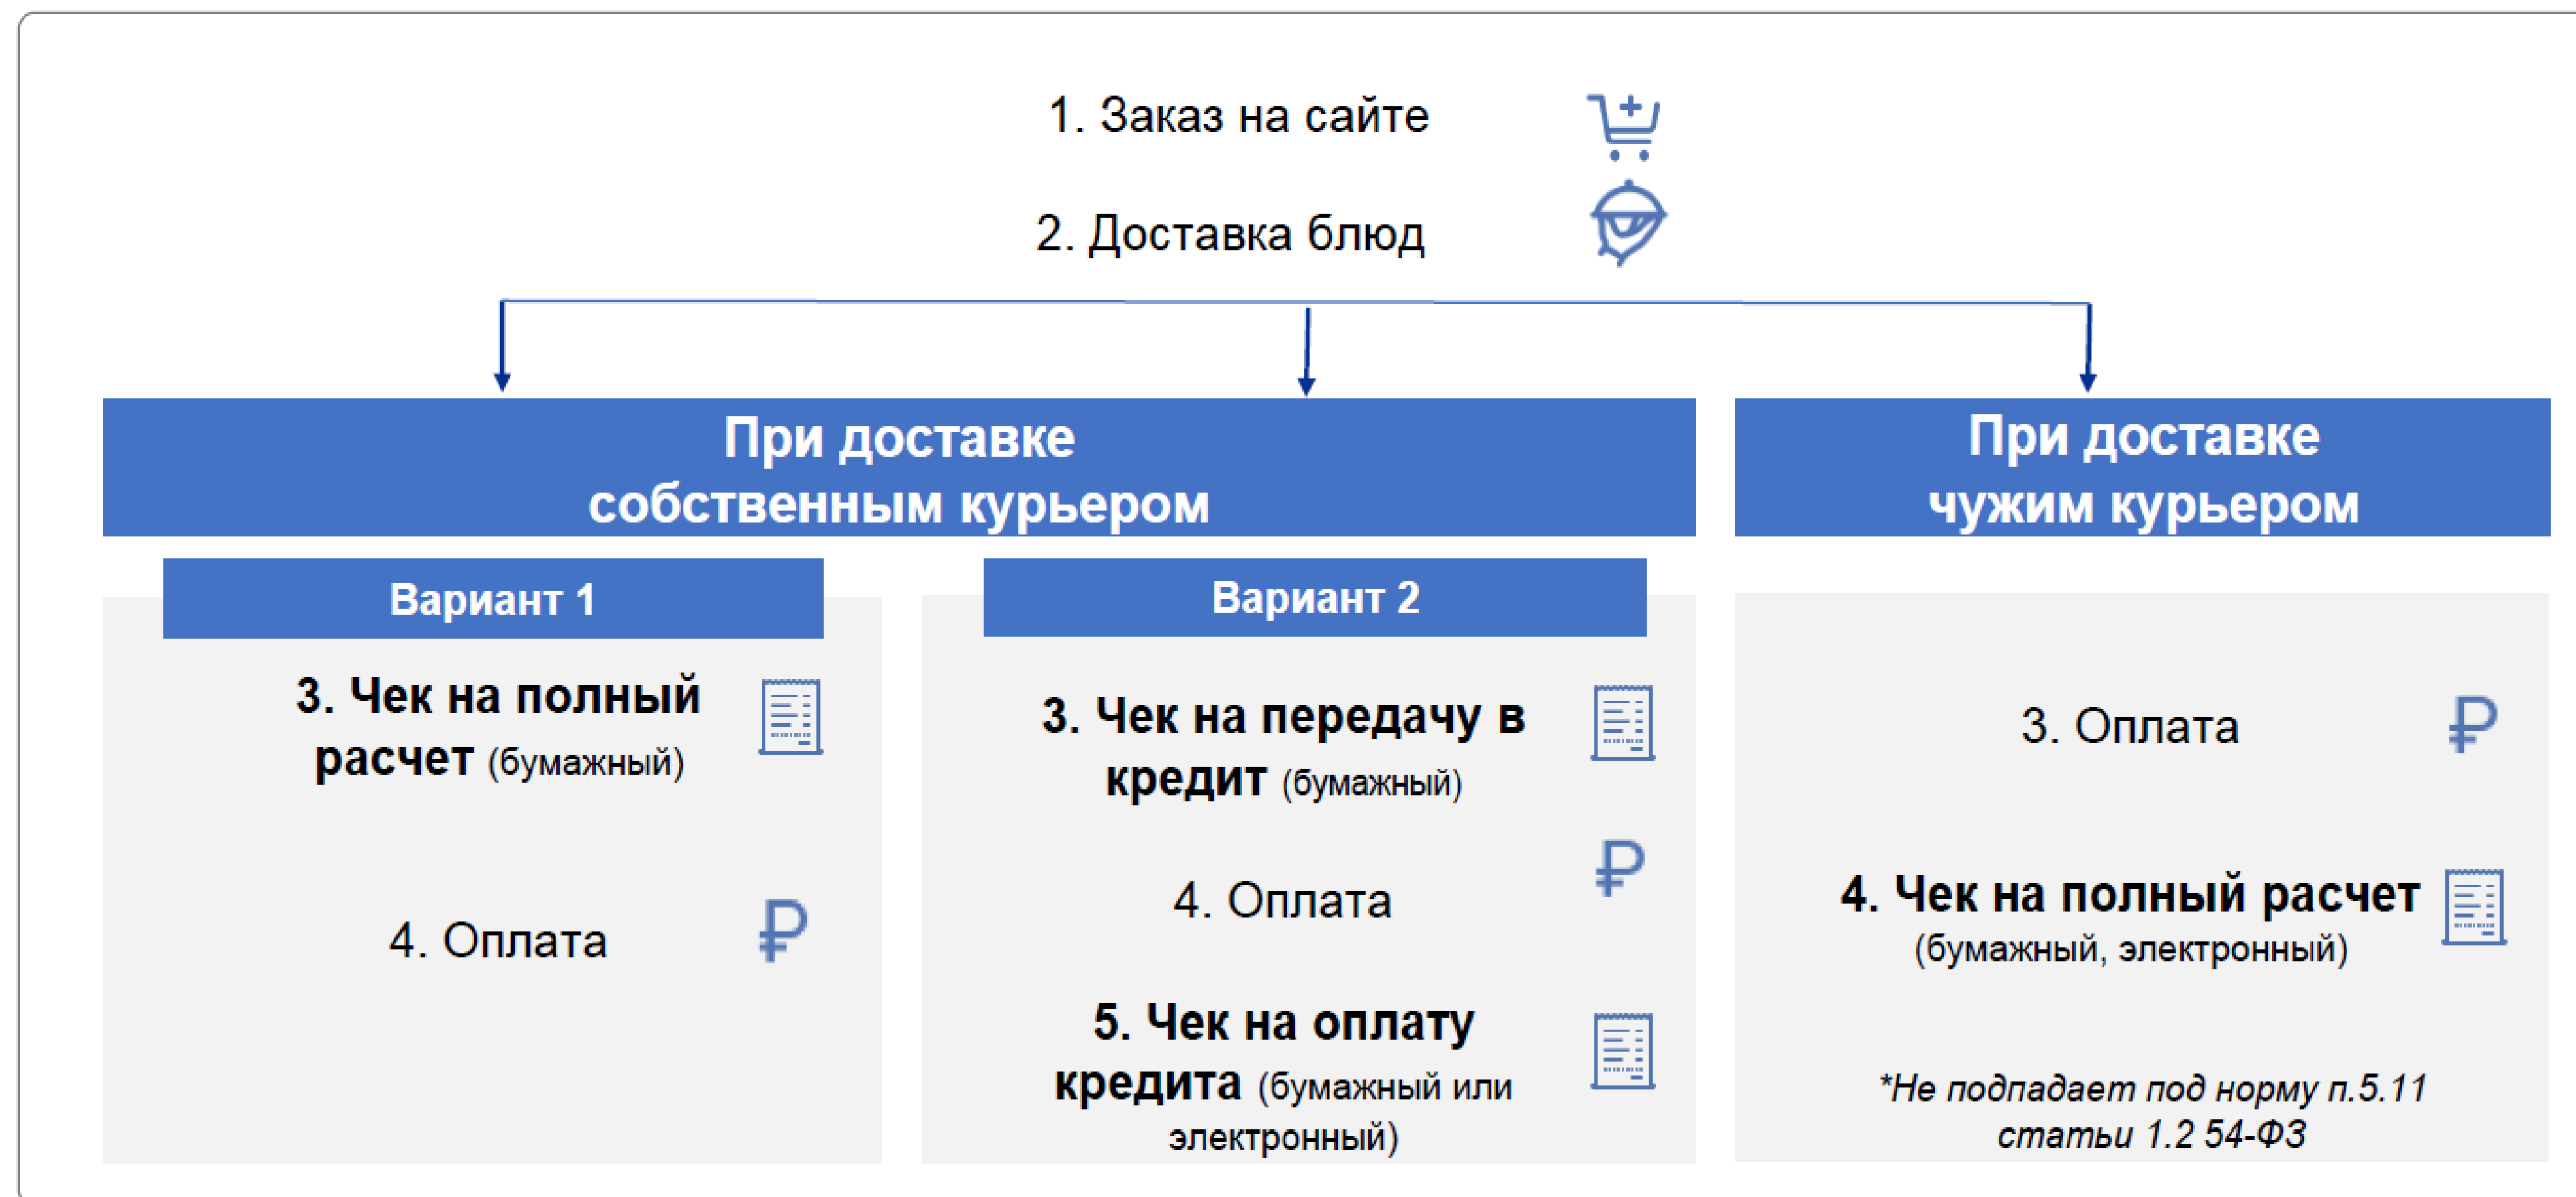 1. Заказ на сайте
2. Доставка блюд
При доставке
собственным курьером
Вариант 1
3. Чек на полный
расчет (бумажный)
4. Оплата
Вариант 2
3. Чек на передачу в
кредит (бумажный)
4. Оплата
5. Чек на оплату
кредита (бумажный или
электронный)
При доставке
чужим курьером
3. Оплата
4. Чек на полный расчет
(бумажный, электронный)
*Не подпадает под норму п.5.11
статьи 1.2 54-ФЗ